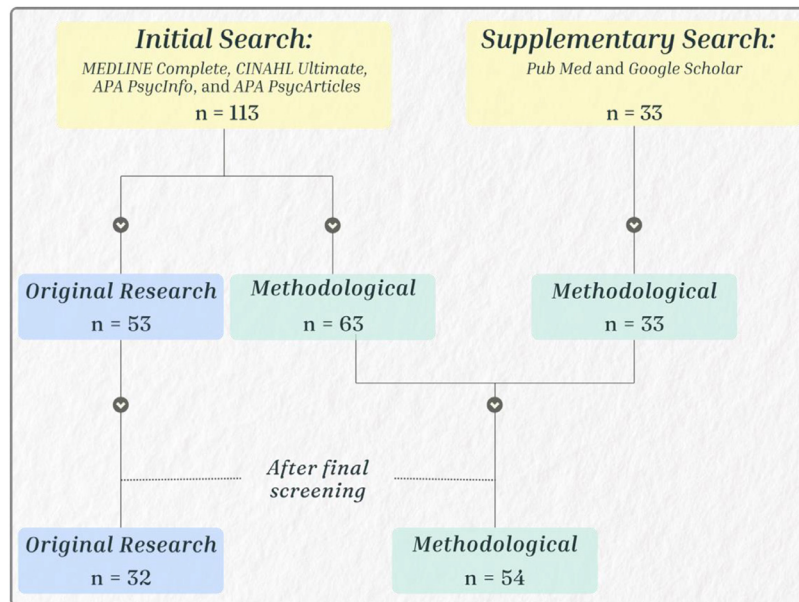 Initial Search:
MEDLINE Complete, CINAHL Ultimate,
APA PsycInfo, and APA PsycArticles
n = 113
Supplementary Search:
Pub Med and Google Scholar
n = 33
Original Research
n = 53
Methodological
n = 63
Methodological
n = 33
After final
screening
Original Research
n = 32
Methodological
n = 54